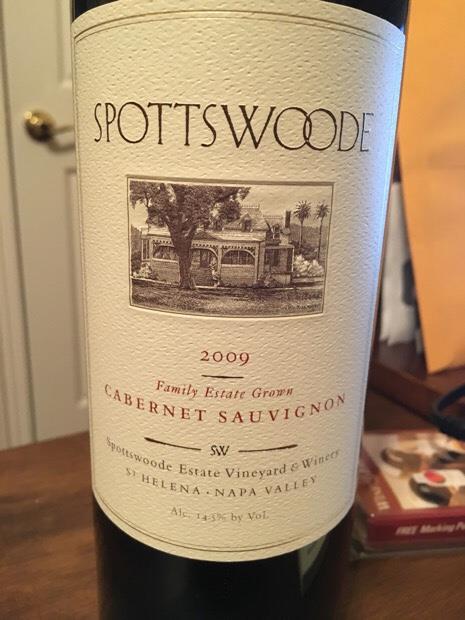 SPOTTSWOODE
2009
Family Estate Grown
CABERNET SAUVIGNON
SW
Spottswoode Estate Vineyard & Winery
ST HELENA · NAPA VALLEY
Alc. 14.5% by Vol.
FREE Marking